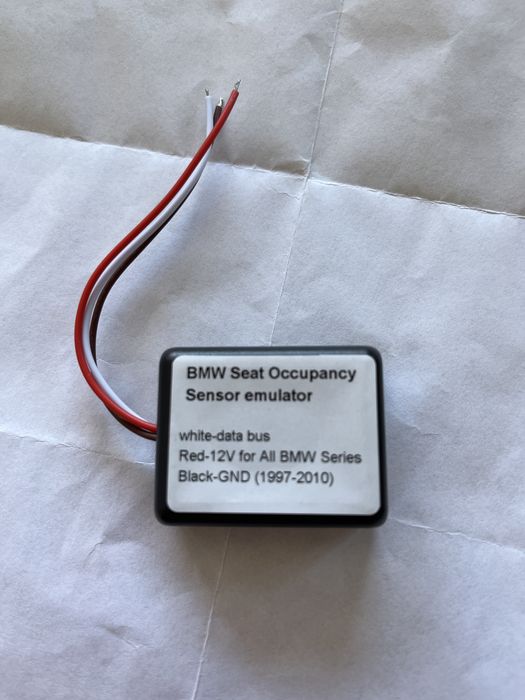 BMW Seat Occupancy
Sensor emulator
white-data bus
Red-12V for All BMW Series
Black-GND (1997-2010)